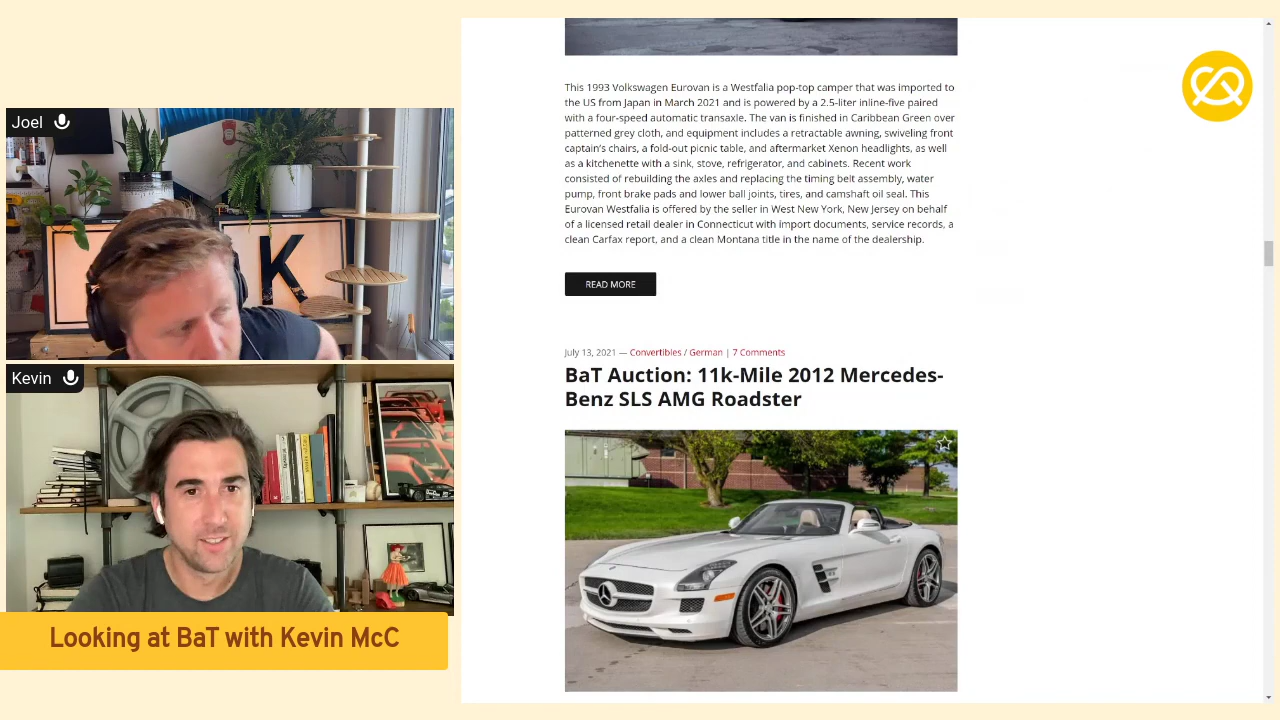 Joel
K
Kevin
Looking at BaT with Kevin McC
This 1993 Volkswagen Eurovan is a Westfalia pop-top camper that was imported to
the US from Japan in March 2021 and is powered by a 2.5-liter inline-five paired
with a four-speed automatic transaxle. The van is finished in Caribbean Green over
patterned grey cloth, and equipment includes a retractable awning, swiveling front
captain's chairs, a fold-out picnic table, and aftermarket Xenon headlights, as well
as a kitchenette with a sink, stove, refrigerator, and cabinets. Recent work
consisted of rebuilding the axles and replacing the timing belt assembly, water
pump, front brake pads and lower ball joints, tires, and camshaft oil seal. This
Eurovan Westfalia is offered by the seller in West New York, New Jersey on behalf
of a licensed retail dealer in Connecticut with import documents, service records, a
clean Carfax report, and a clean Montana title in the name of the dealership.
READ MORE
July 13, 2021 — Convertibles / German | 7 Comments
BaT Auction: 11k-Mile 2012 Mercedes-
Benz SLS AMG Roadster